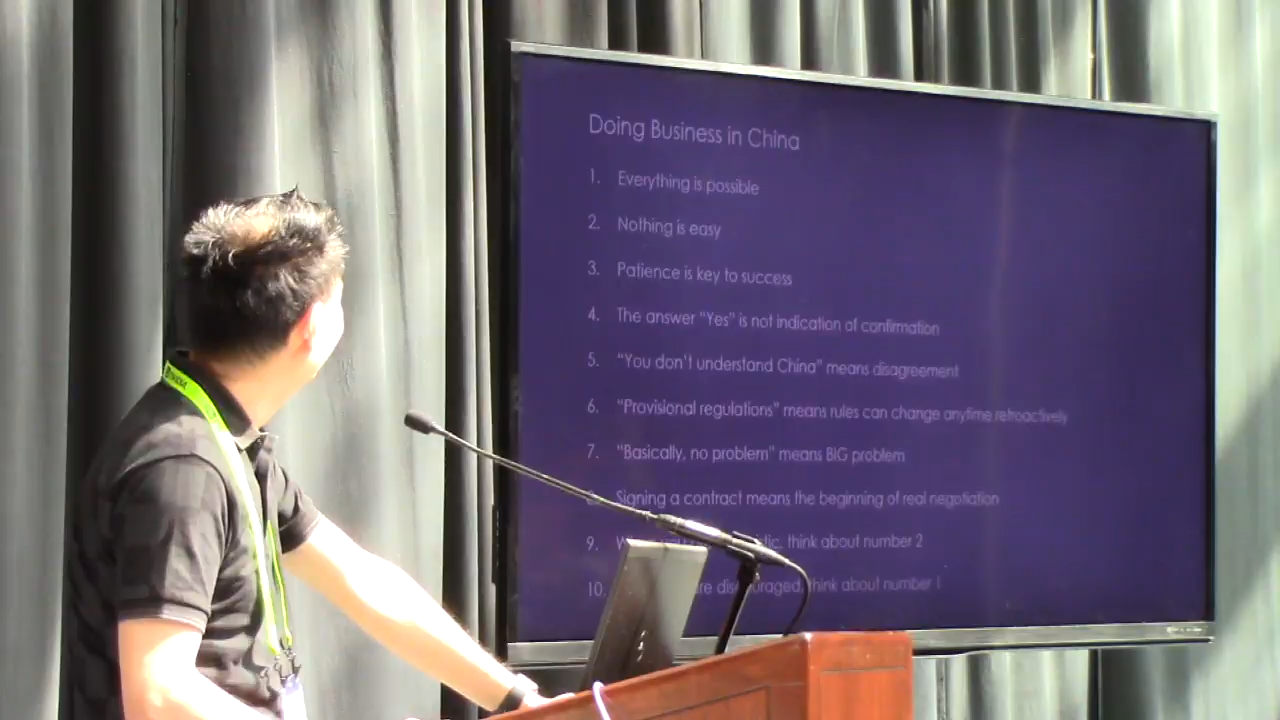 Doing Business in China
1. Everything is possible
2. Nothing is easy
3. Patience is key to success
4. The answer "Yes" is not indication of confirmation
5. "You don't understand China" means disagreement
6. "Provisional regulations" means rules can change anytime retroactively
7. "Basically, no problem" means BIG problem
Signing a contract means the beginning of real negotiation
9. think about number 2
10. think about number 1